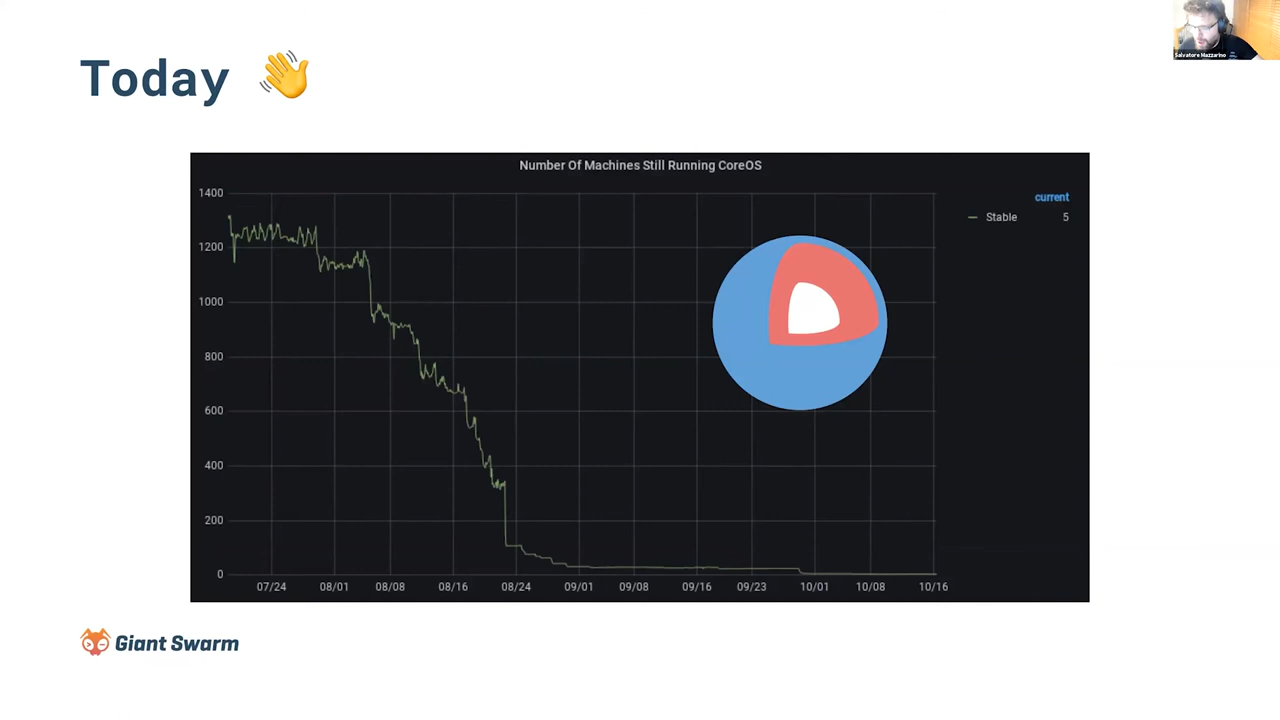 Today
Salvatore Mazzarino
Number Of Machines Still Running CoreOS
current
Stable 5
1400
1200
1000
800
600
400
200
0
07/24 08/01 08/08 08/16 08/24 09/01 09/08 09/16 09/23 10/01 10/08 10/16
Giant Swarm